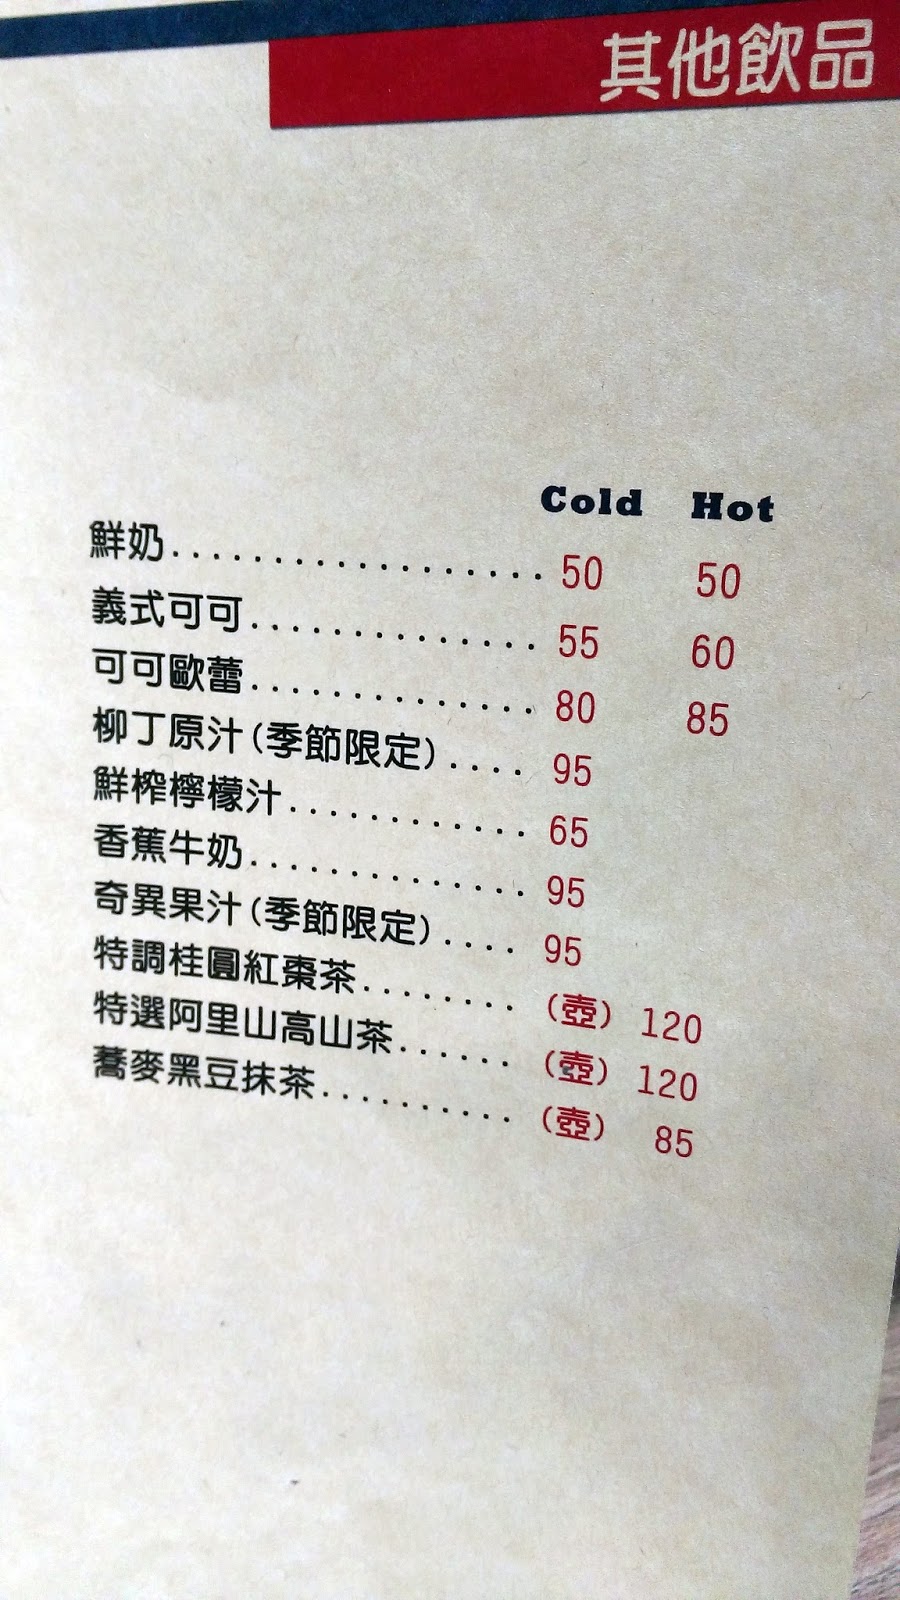 其他飲品
Cold Hot
鮮奶.................. 50 50
義式可可.............. 55 60
可可歐蕾.............. 80 85
柳丁原汁(季節限定).... 95
鮮榨檸檬汁............ 65
香蕉牛奶.............. 95
奇異果汁(季節限定).... 95
特調桂圓紅棗茶........ (壺) 120
特選阿里山高山茶...... (壺) 120
蕎麥黑豆抹茶.......... (壺) 85